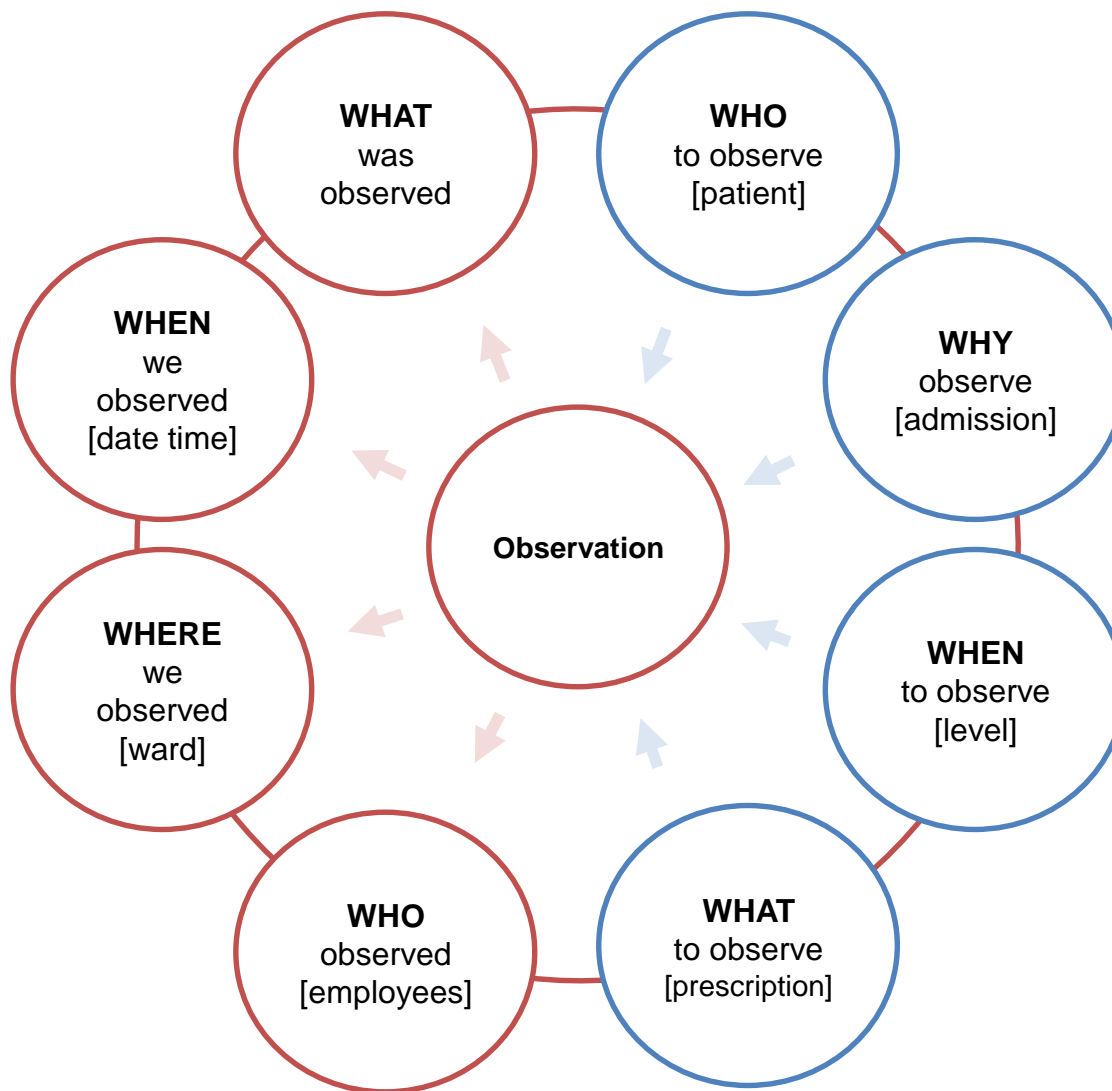 WHAT
was
observed
WHO
to observe
[patient]
WHEN
we
observed
[date time]
WHY
observe
[admission]
Observation
WHERE
we
observed
[ward]
WHEN
to observe
[level]
WHO
observed
[employees]
WHAT
to observe
[prescription]